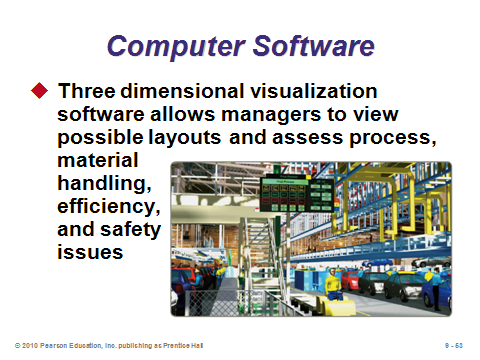 Computer Software
Three dimensional visualization
software allows managers to view
possible layouts and assess process,
material
handling,
efficiency,
and safety
issues
© 2010 Pearson Education, Inc. publishing as Prentice Hall
9 - 53